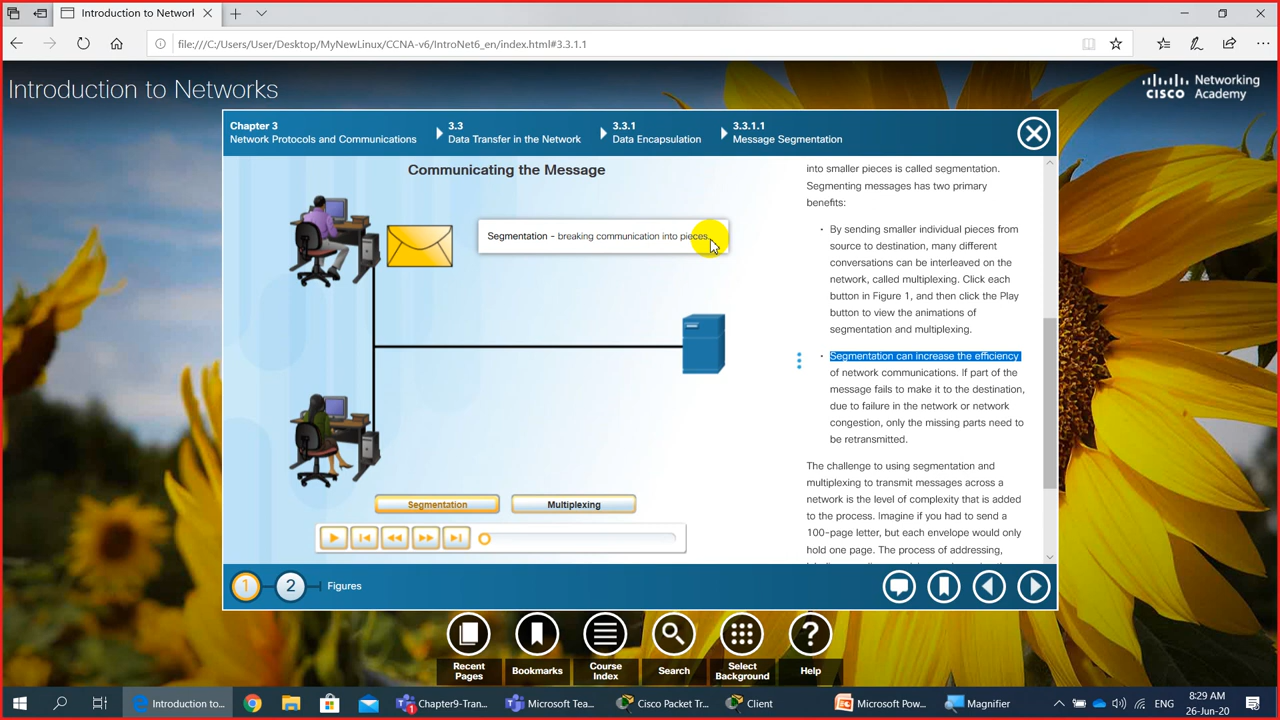 Introduction to Networl
file:///C:/Users/User/Desktop/MyNewLinux/CCNA-v6/IntroNet6_en/index.html#3.3.1.1
Introduction to Networks
CISCO Networking
Academy
Chapter 3
Network Protocols and Communications
3.3
Data Transfer in the Network
3.3.1
Data Encapsulation
3.3.1.1
Message Segmentation
Communicating the Message
Segmentation - breaking communication into pieces
Segmentation
Multiplexing
into smaller pieces is called segmentation.
Segmenting messages has two primary
benefits:
· By sending smaller individual pieces from
source to destination, many different
conversations can be interleaved on the
network, called multiplexing. Click each
button in Figure 1, and then click the Play
button to view the animations of
segmentation and multiplexing.
· Segmentation can increase the efficiency
of network communications. If part of the
message fails to make it to the destination,
due to failure in the network or network
congestion, only the missing parts need to
be retransmitted.
The challenge to using segmentation and
multiplexing to transmit messages across a
network is the level of complexity that is added
to the process. Imagine if you had to send a
100-page letter, but each envelope would only
hold one page. The process of addressing,
1
2
Figures
Recent
Pages
Bookmarks
Course
Index
Search
Select
Background
Help
Introduction to...
Chapter9-Tran...
Microsoft Tea...
Cisco Packet Tr...
Client
Microsoft Pow...
Magnifier
ENG
8:29 AM
26-Jun-20